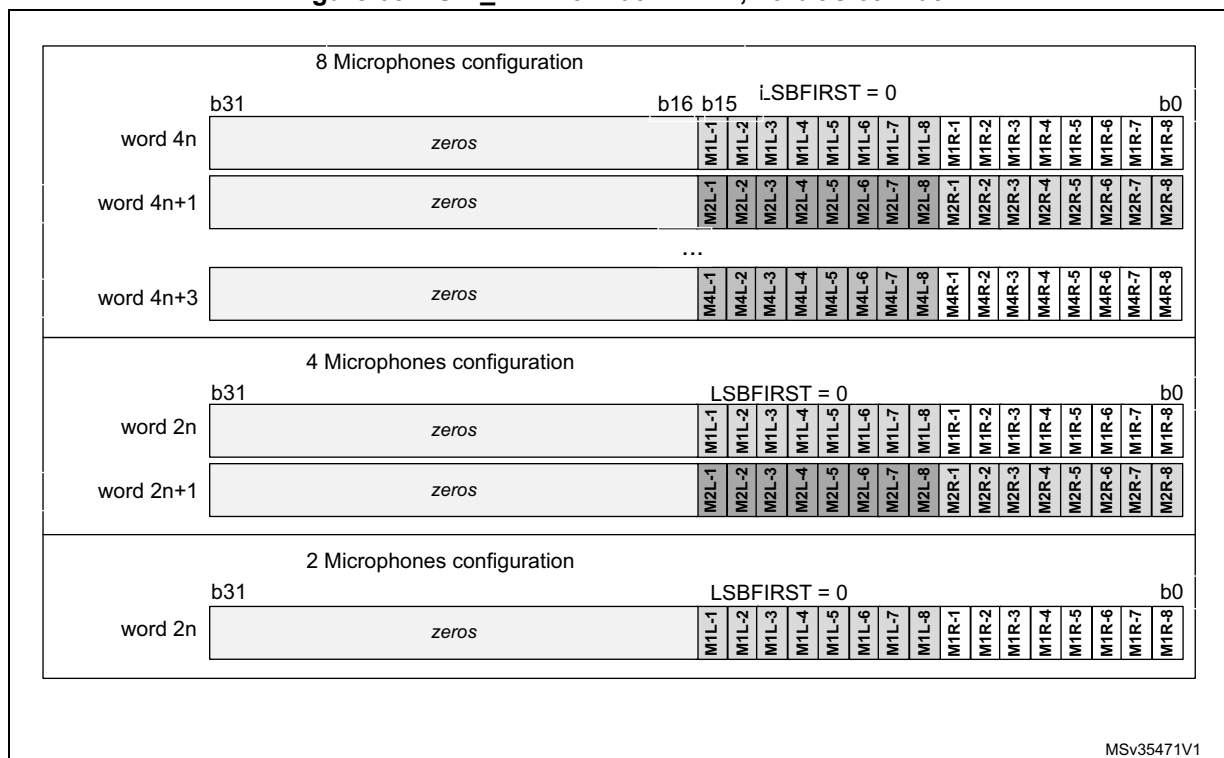 8 Microphones configuration
b31 b16 b15 LSBFIRST = 0 b0
word 4n zeros M1L-1 M1L-2 M1L-3 M1L-4 M1L-5 M1L-6 M1L-7 M1L-8 M1R-1 M1R-2 M1R-3 M1R-4 M1R-5 M1R-6 M1R-7 M1R-8
word 4n+1 zeros M2L-1 M2L-2 M2L-3 M2L-4 M2L-5 M2L-6 M2L-7 M2L-8 M2R-1 M2R-2 M2R-3 M2R-4 M2R-5 M2R-6 M2R-7 M2R-8
...
word 4n+3 zeros M4L-1 M4L-2 M4L-3 M4L-4 M4L-5 M4L-6 M4L-7 M4L-8 M4R-1 M4R-2 M4R-3 M4R-4 M4R-5 M4R-6 M4R-7 M4R-8
4 Microphones configuration
b31 LSBFIRST = 0 b0
word 2n zeros M1L-1 M1L-2 M1L-3 M1L-4 M1L-5 M1L-6 M1L-7 M1L-8 M1R-1 M1R-2 M1R-3 M1R-4 M1R-5 M1R-6 M1R-7 M1R-8
word 2n+1 zeros M2L-1 M2L-2 M2L-3 M2L-4 M2L-5 M2L-6 M2L-7 M2L-8 M2R-1 M2R-2 M2R-3 M2R-4 M2R-5 M2R-6 M2R-7 M2R-8
2 Microphones configuration
b31 LSBFIRST = 0 b0
word 2n zeros M1L-1 M1L-2 M1L-3 M1L-4 M1L-5 M1L-6 M1L-7 M1L-8 M1R-1 M1R-2 M1R-3 M1R-4 M1R-5 M1R-6 M1R-7 M1R-8
MSv35471V1